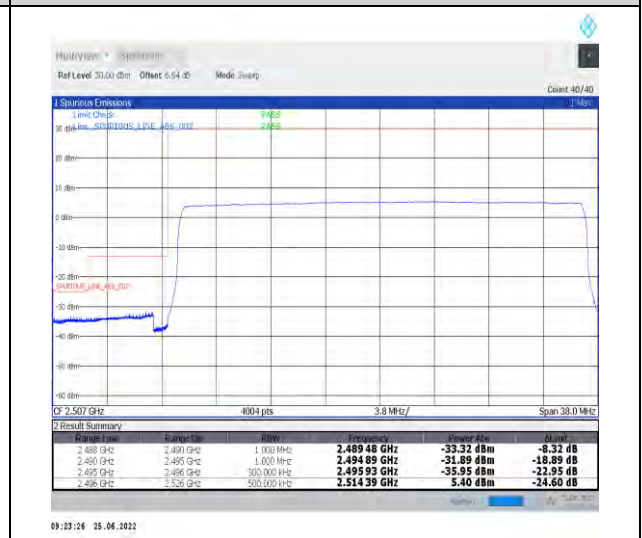 MultiView
Ref Level 30.00 dBm Offset 6.64 dB Mode Sweep
Count 40/40
1 Spurious Emissions
Limit Check PASS
Line _SPURIOUS_LINE_ABS_002 PASS
30 dBm
20 dBm
10 dBm
0 dBm
-10 dBm
-20 dBm
-30 dBm
-40 dBm
-50 dBm
-60 dBm
CF 2.507 GHz 4004 pts 3.8 MHz/ Span 38.0 MHz
2 Result Summary
Range Low Range Up RBW Frequency Power Abs ΔLimit
2.488 GHz 2.490 GHz 1.000 MHz 2.489 48 GHz -33.32 dBm -8.32 dB
2.490 GHz 2.495 GHz 1.000 MHz 2.494 89 GHz -31.89 dBm -18.89 dB
2.495 GHz 2.496 GHz 300.000 kHz 2.495 93 GHz -35.95 dBm -22.95 dB
2.496 GHz 2.526 GHz 500.000 kHz 2.514 39 GHz 5.40 dBm -24.60 dB
09:23:26 25.06.2022